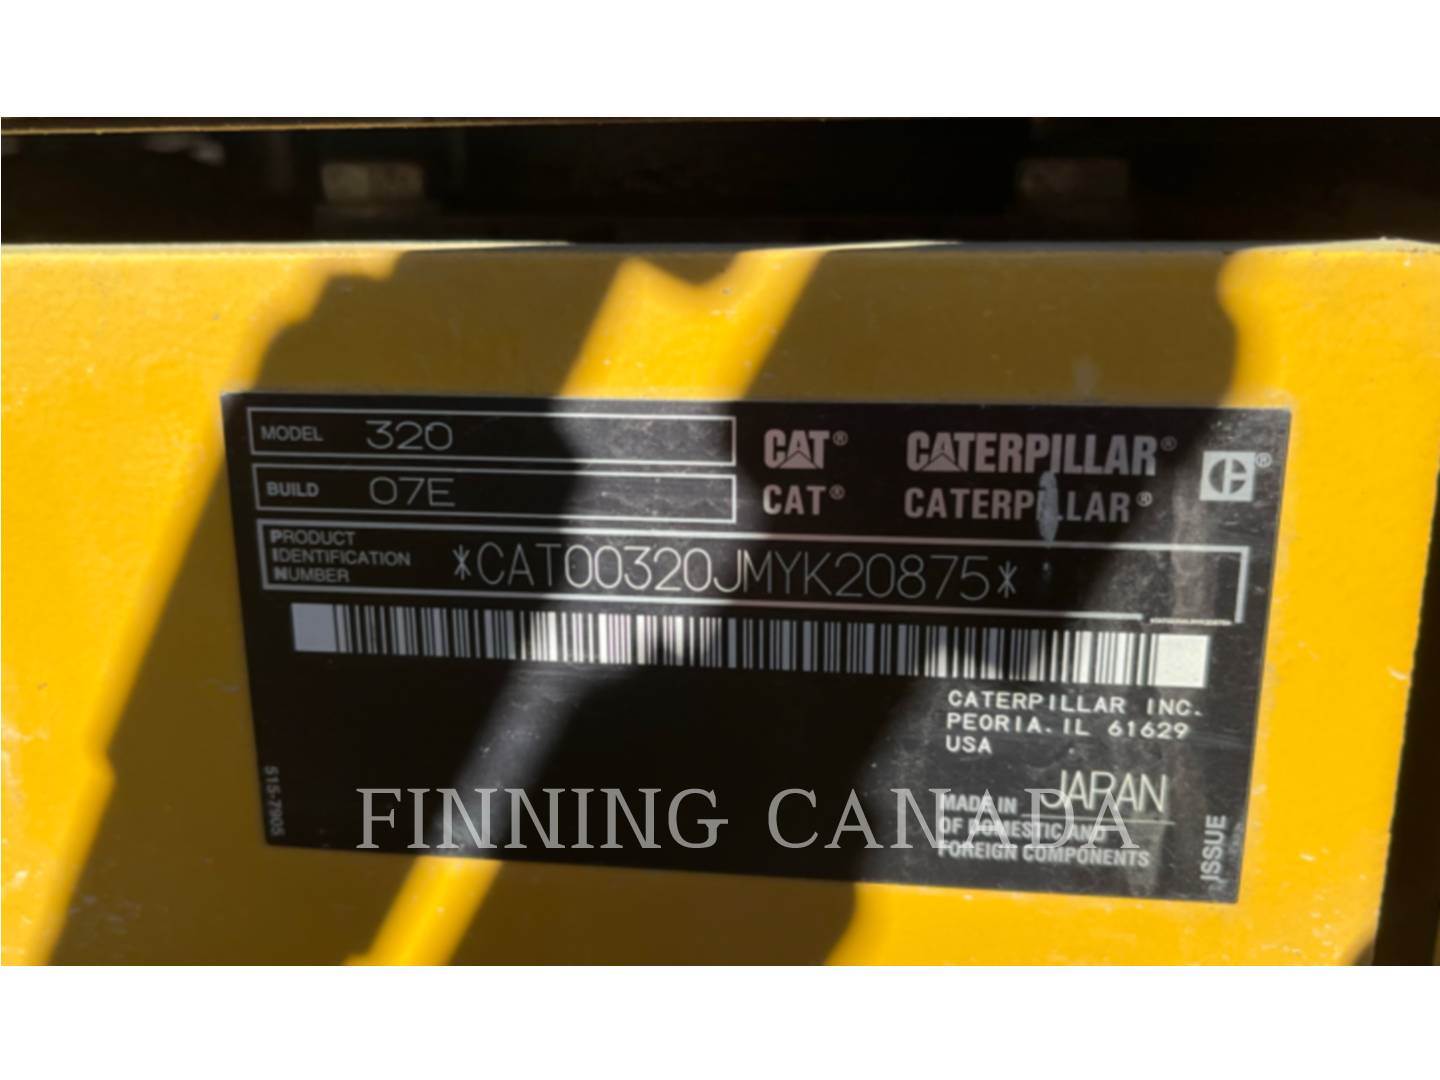 MODEL 320
CAT® CATERPILLAR®
BUILD 07E
CAT® CATERPILLAR®
PRODUCT
IDENTIFICATION
NUMBER
*CAT00320JMYK20875*
CATERPILLAR INC.
PEORIA. IL 61629
USA
MADE IN JAPAN
OF DOMESTIC AND
FOREIGN COMPONENTS
ISSUE
515-7905
FINNING CANADA